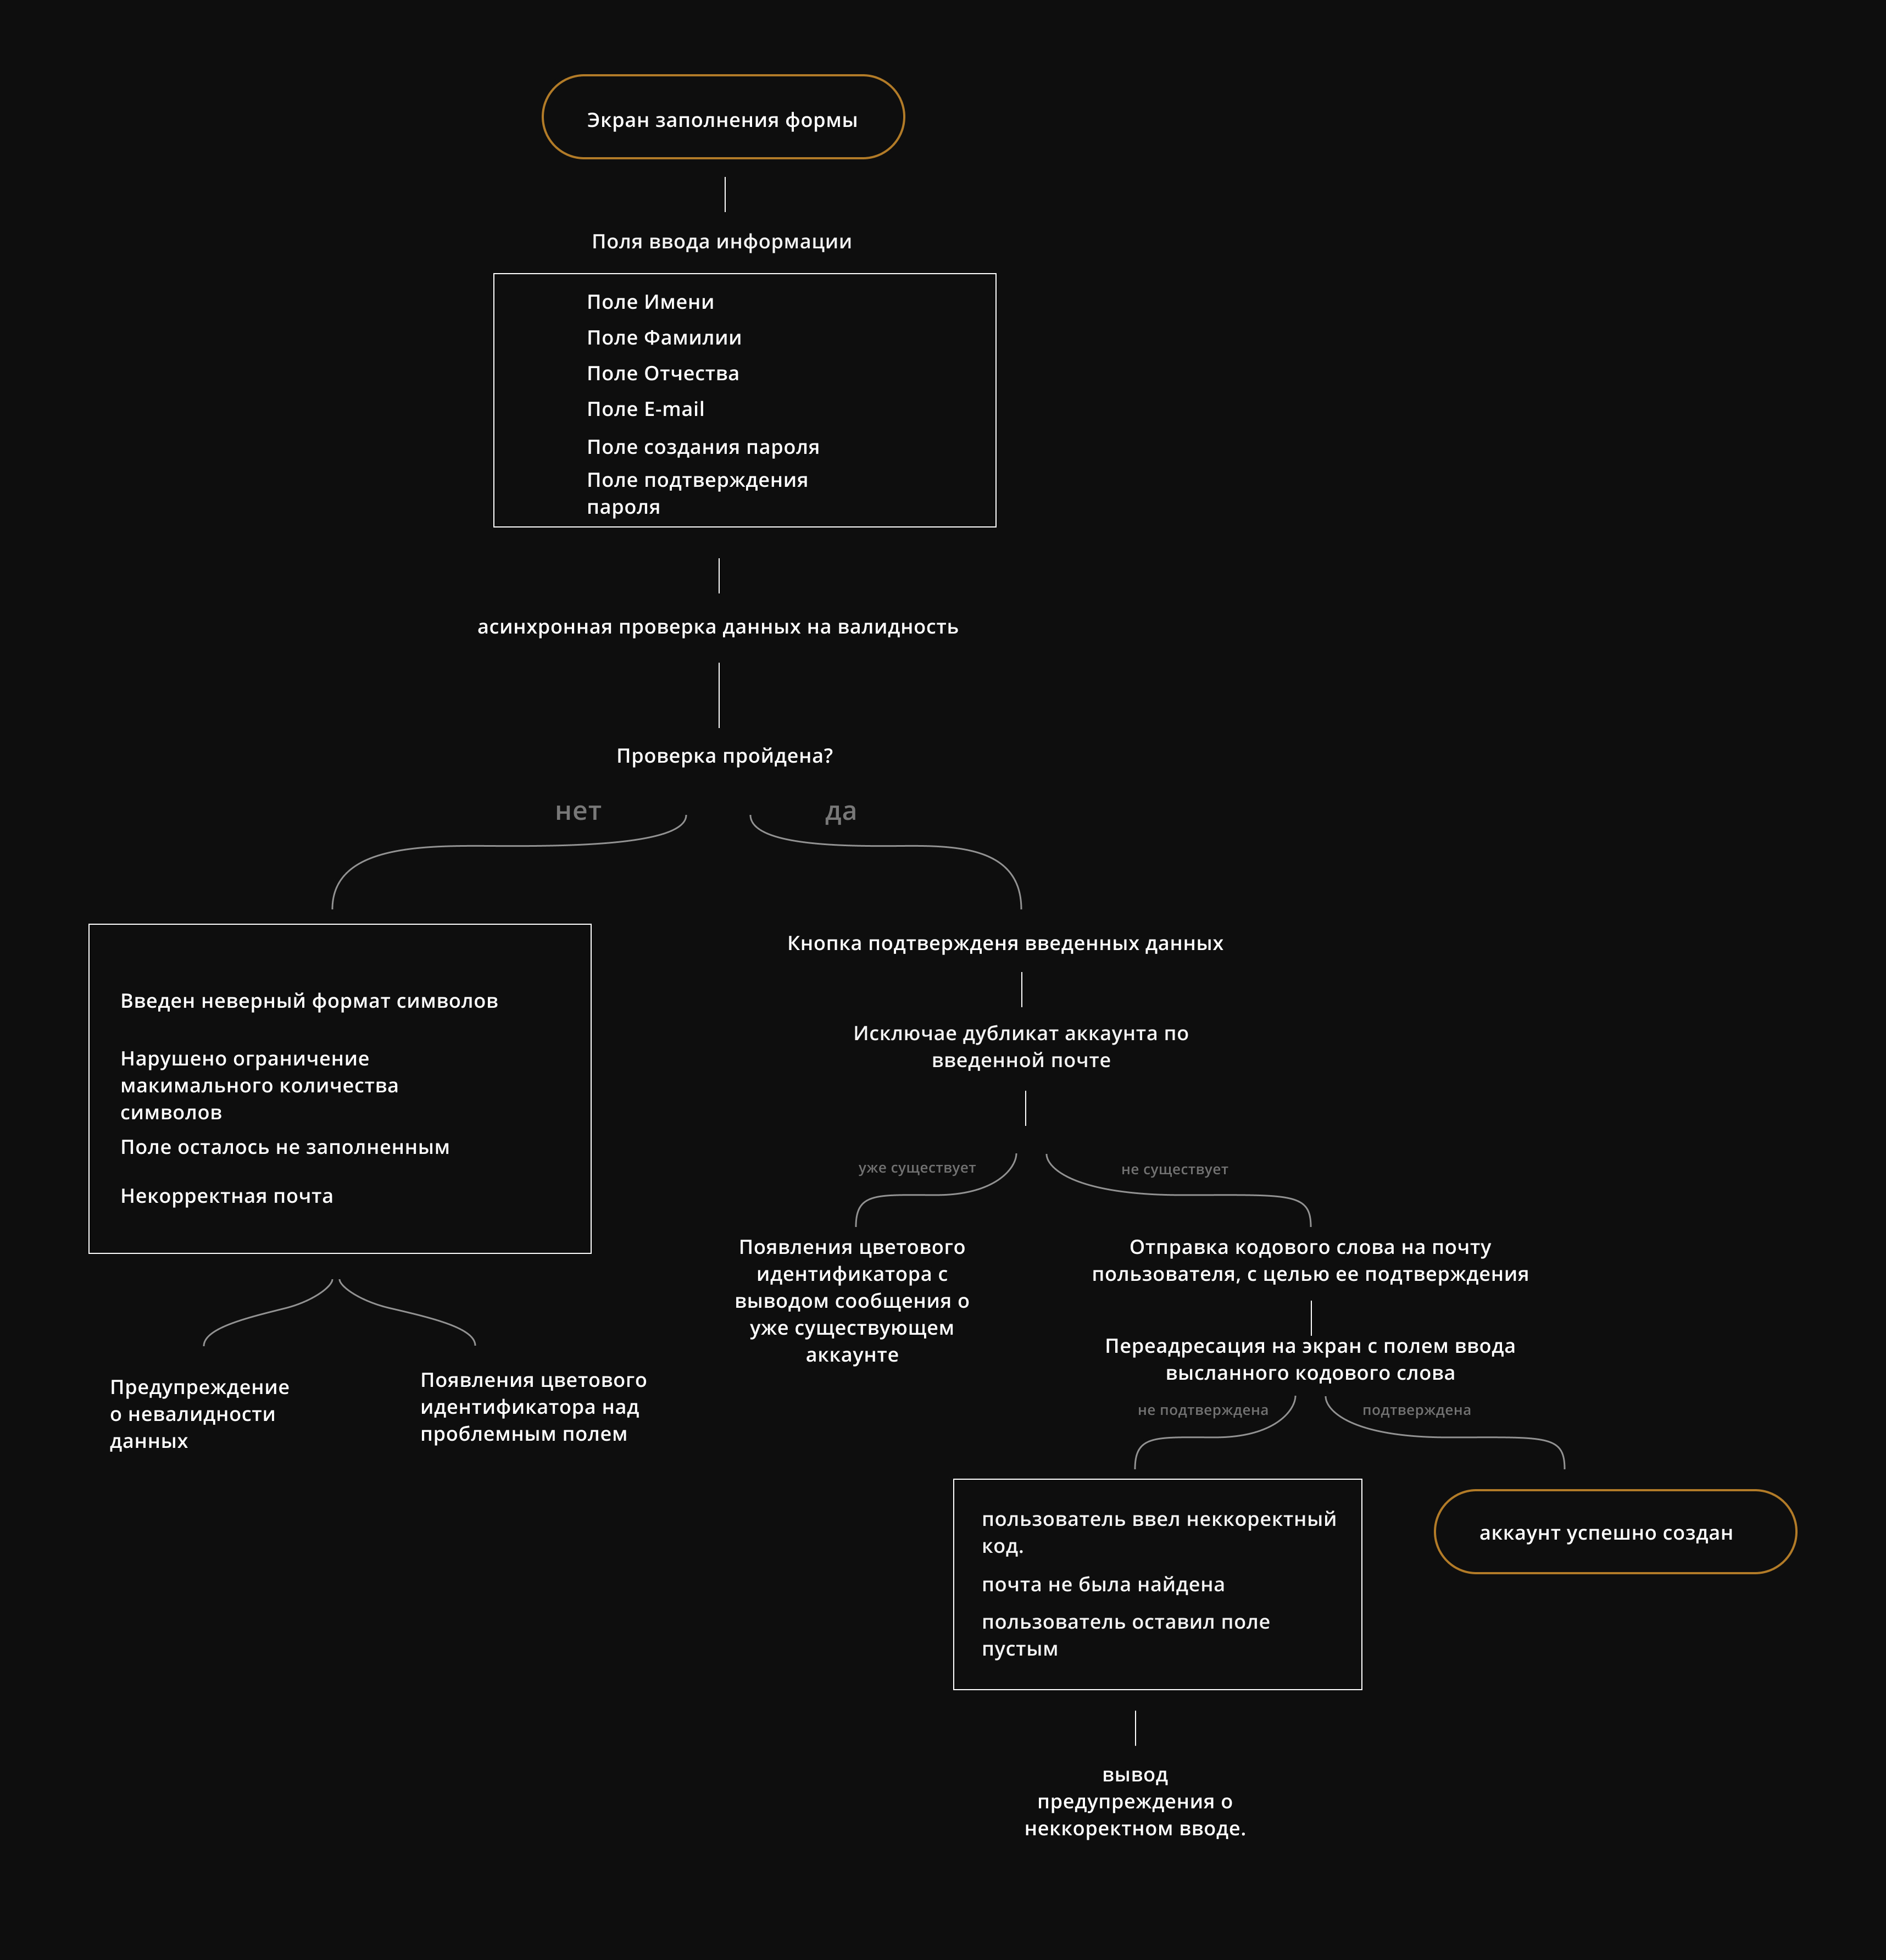 Экран заполнения формы
Поля ввода информации
Поле Имени
Поле Фамилии
Поле Отчества
Поле E-mail
Поле создания пароля
Поле подтверждения
пароля
асинхронная проверка данных на валидность
Проверка пройдена?
нет
да
Введен неверный формат символов
Нарушено ограничение
макимального количества
символов
Поле осталось не заполненным
Некорректная почта
Предупреждение
о невалидности
данных
Появления цветового
идентификатора над
проблемным полем
Кнопка подтвержденя введенных данных
Исключае дубликат аккаунта по
введенной почте
уже существует
не существует
Появления цветового
идентификатора с
выводом сообщения о
уже существующем
аккаунте
Отправка кодового слова на почту
пользователя, с целью ее подтверждения
Переадресация на экран с полем ввода
высланного кодового слова
не подтверждена
подтверждена
пользователь ввел неккоректный
код.
почта не была найдена
пользователь оставил поле
пустым
аккаунт успешно создан
вывод
предупреждения о
неккоректном вводе.